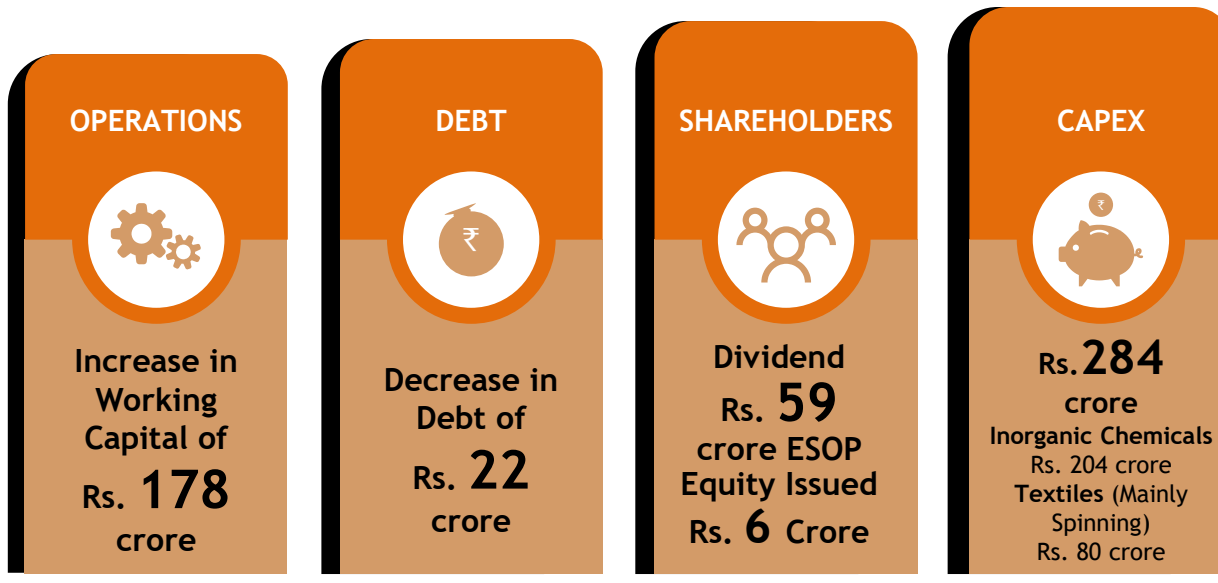 OPERATIONS
Increase in
Working
Capital of
Rs. 178
crore
DEBT
₹
Decrease in
Debt of
Rs. 22
crore
SHAREHOLDERS
Dividend
Rs. 59
crore ESOP
Equity Issued
Rs. 6 Crore
CAPEX
₹
Rs.284
crore
Inorganic Chemicals
Rs. 204 crore
Textiles (Mainly
Spinning)
Rs. 80 crore